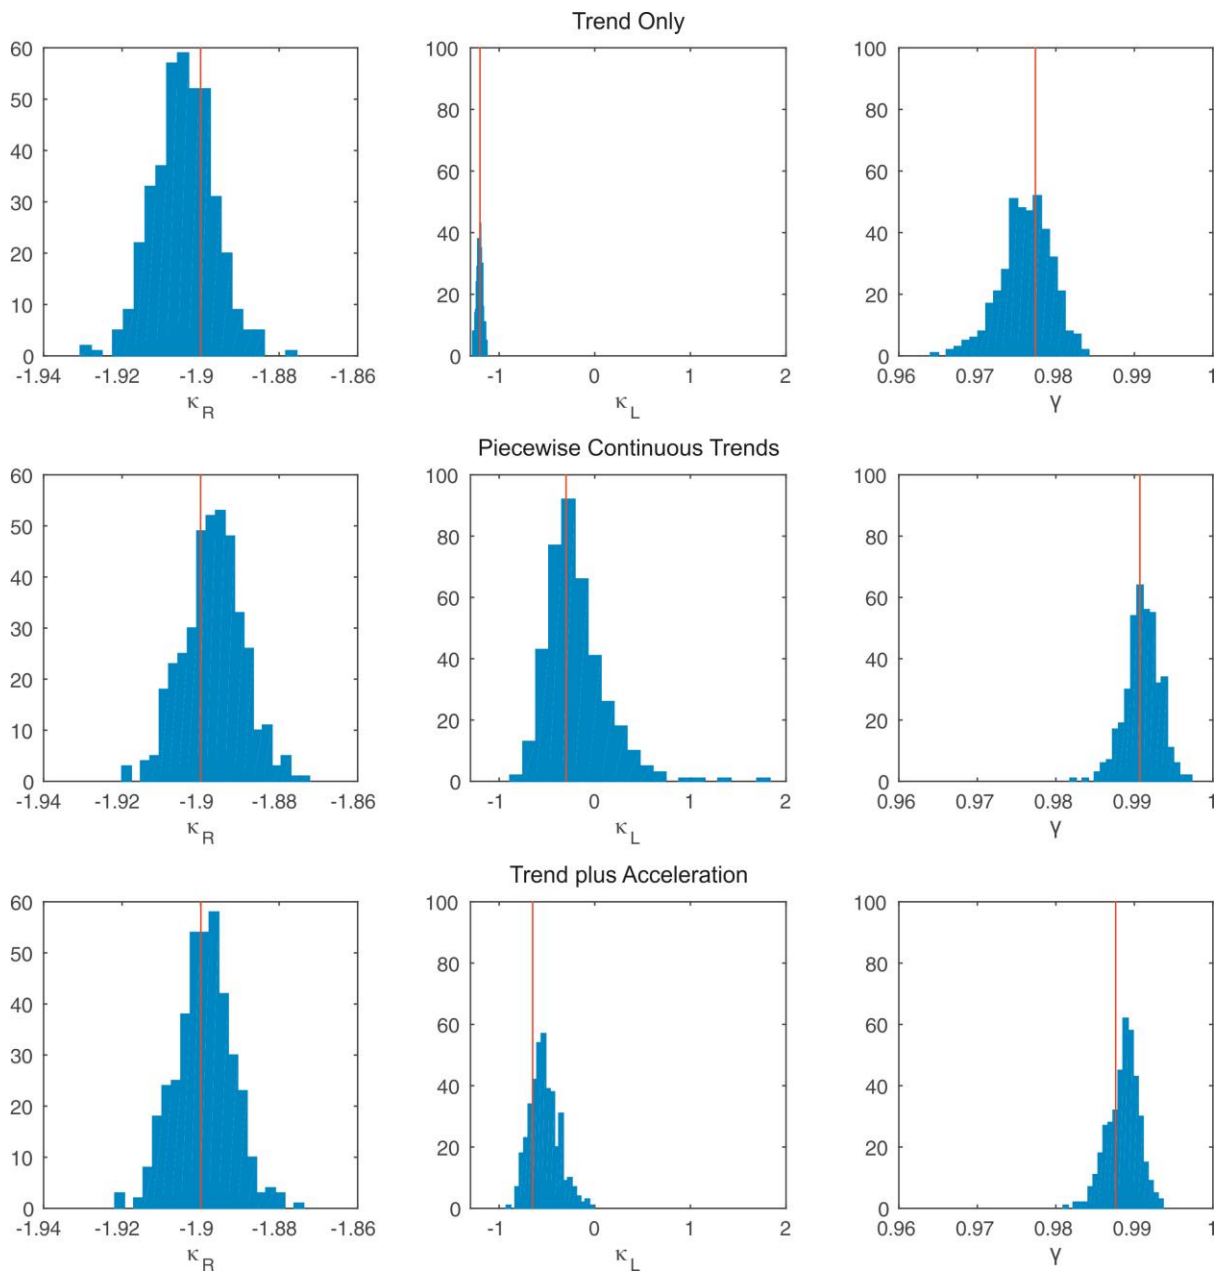 Trend Only
60 50 40 30 20 10 0
-1.94 -1.92 -1.9 -1.88 -1.86
κR
100 80 60 40 20 0
-1 0 1 2
κL
100 80 60 40 20 0
0.96 0.97 0.98 0.99 1
γ
Piecewise Continuous Trends
60 50 40 30 20 10 0
-1.94 -1.92 -1.9 -1.88 -1.86
κR
100 80 60 40 20 0
-1 0 1 2
κL
100 80 60 40 20 0
0.96 0.97 0.98 0.99 1
γ
Trend plus Acceleration
60 50 40 30 20 10 0
-1.94 -1.92 -1.9 -1.88 -1.86
κR
100 80 60 40 20 0
-1 0 1 2
κL
100 80 60 40 20 0
0.96 0.97 0.98 0.99 1
γ